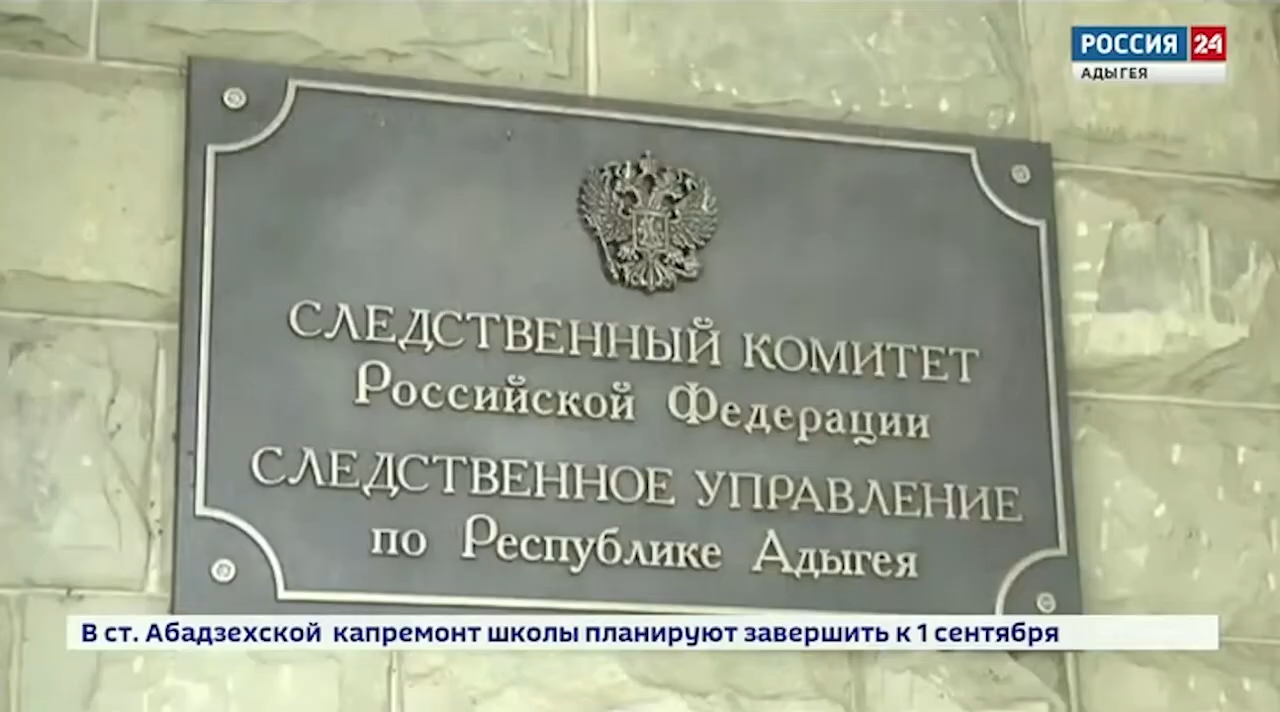 РОССИЯ 24
АДЫГЕЯ
СЛЕДСТВЕННЫЙ КОМИТЕТ
Российской Федерации
СЛЕДСТВЕННОЕ УПРАВЛЕНИЕ
по Республике Адыгея
В ст. Абадзехской капремонт школы планируют завершить к 1 сентября